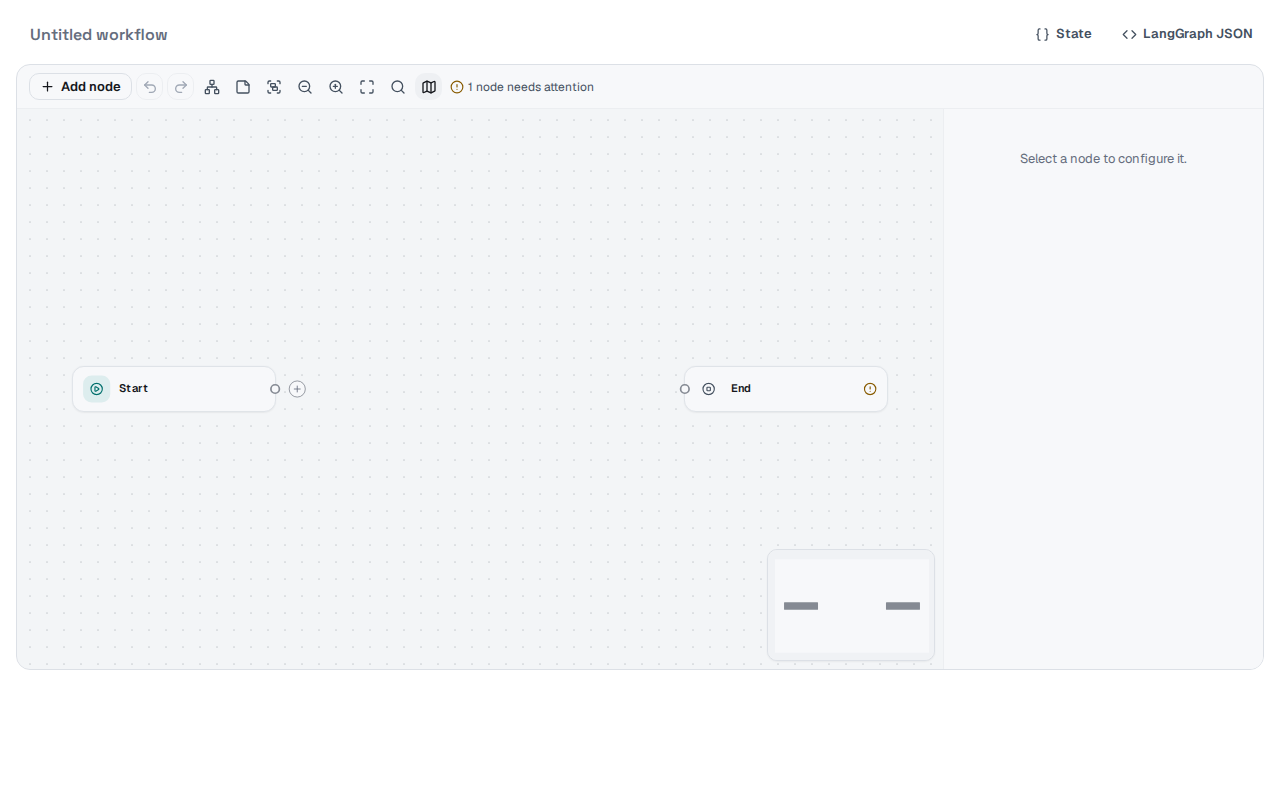 Untitled workflow
{ } State
<> LangGraph JSON
+ Add node
1 node needs attention
Select a node to configure it.
Start
End